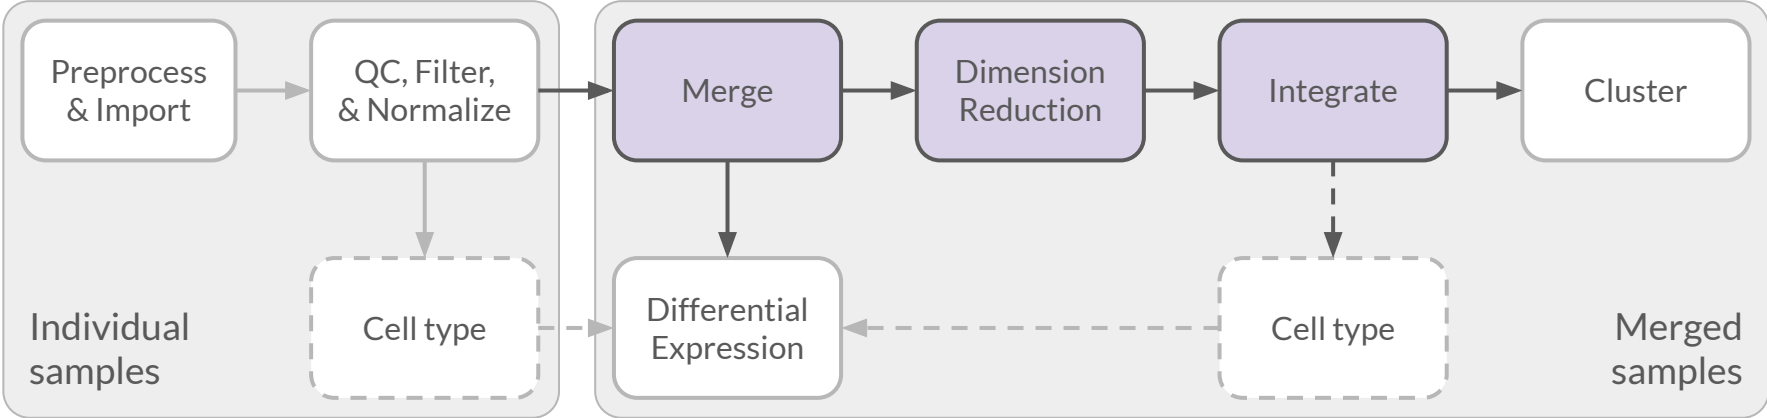 Preprocess
& Import
QC, Filter,
& Normalize
Merge
Dimension
Reduction
Integrate
Cluster
Individual
samples
Cell type
Differential
Expression
Cell type
Merged
samples